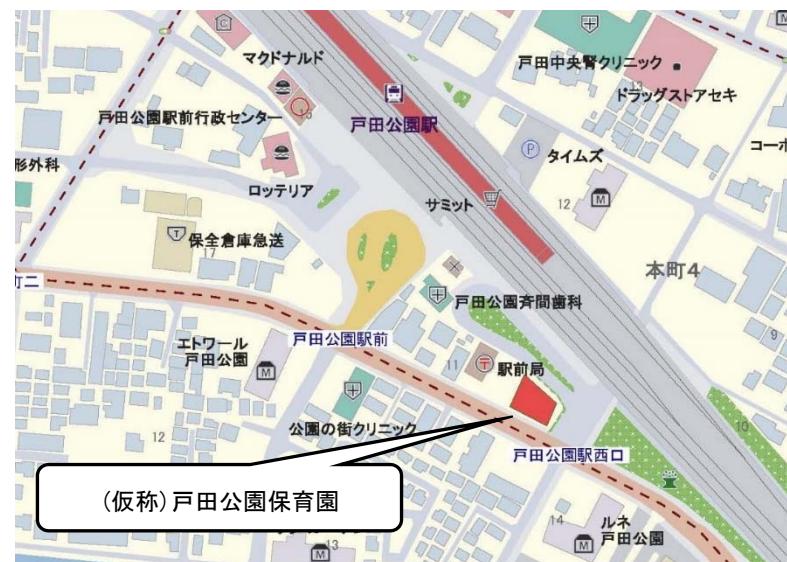 マクドナルド
戸田公園駅前行政センター
戸田公園駅
戸田中央腎クリニック
ドラッグストアセキ
タイムズ
コーポ
形外科
ロッテリア
サミット
12
保全倉庫急送
17
本町4
戸田公園斉間歯科
町二
戸田公園駅前
エトワール
戸田公園
11
駅前局
9
公園の街クリニック
12
10
戸田公園駅西口
(仮称)戸田公園保育園
14
ルネ
戸田公園
13